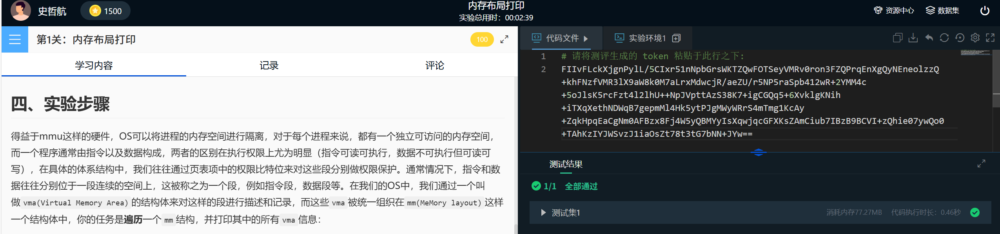 史哲航
1500
内存布局打印
实验总用时：00:02:39
资源中心
数据集
第1关：内存布局打印
100
学习内容
记录
评论
四、实验步骤
得益于mmu这样的硬件，OS可以将进程的内存空间进行隔离，对于每个进程来说，都有一个独立可访问的内存空间，
而一个程序通常由指令以及数据构成，两者的区别在执行权限上尤为明显（指令可读可执行，数据不可执行但可读可
写），在具体的体系结构中，我们往往通过页表项中的权限比特位来对这些段分别做权限保护。通常情况下，指令和数
据往往分别位于一段连续的空间上，这被称之为一个段，例如指令段，数据段等。在我们的OS中，我们通过一个叫
做 vma(Virtual Memory Area) 的结构体来对这样的段进行描述和记录，而这些 vma 被统一组织在 mm(MeMory layout) 这样
一个结构体中，你的任务是遍历一个 mm 结构，并打印其中的所有 vma 信息：
代码文件
实验环境1
1 # 请将测评生成的 token 粘贴于此行之下:
2 FIIvFLckXjgnPylL/5CIxr51nNpbGrsWKTZQwFOTSeyVMRv0ron3FZQPrqEnXgQyNEneolzzQ
+khFNzfVMR3lX9aW8k0M7aLrxMdwcjR/aeZU/r5NP5raSpb412wR+2YMM4c
+5oJlsK5rcFzt4l2lhU++NpJVpttAzS38K7+igCGQq5+6XvklgKNih
+iTXqXethNDWqB7gepmMl4Hk5ytPJgMWyWRrS4mTmg1KcAy
+ZqkHpqEaCgNm0AFBzx8Fj4W5yQBMYyIsXqwjqcGFXKsZAmCiub7IBzB9BCVI+zQhie07ywQo0
+TAhKzIYJWSvzJ1iaOsZt78t3tG7bNN+JYw==
测试结果
1/1 全部通过
测试集1
消耗内存77.27MB 代码执行时长：0.46秒